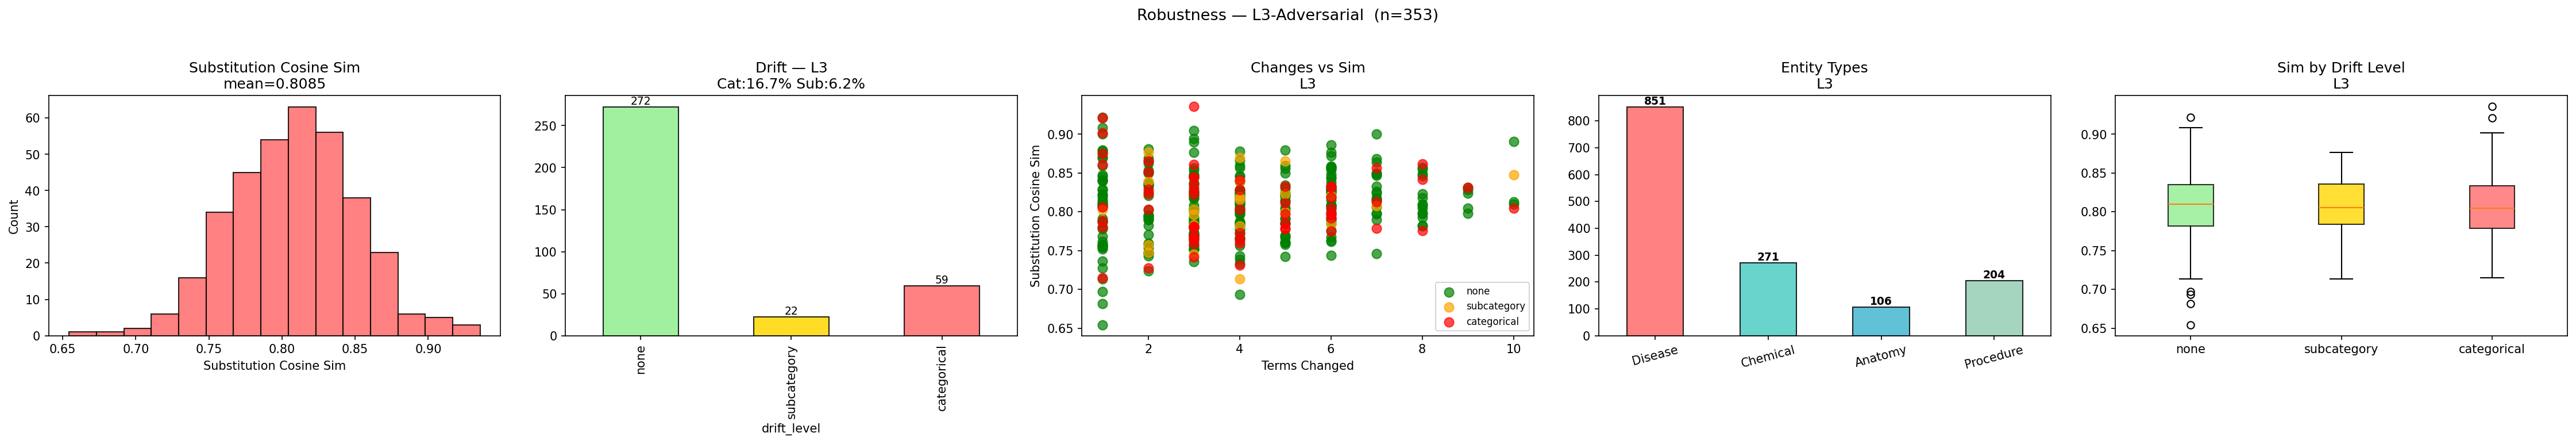 Robustness — L3-Adversarial  (n=353)
Substitution Cosine Sim
mean=0.8085
Count
60
50
40
30
20
10
0
0.65
0.70
0.75
0.80
0.85
0.90
Substitution Cosine Sim
Drift — L3
Cat:16.7% Sub:6.2%
250
200
150
100
50
0
272
22
59
none
subcategory
categorical
drift_level
Changes vs Sim
L3
Substitution Cosine Sim
0.90
0.85
0.80
0.75
0.70
0.65
none
subcategory
categorical
2
4
6
8
10
Terms Changed
Entity Types
L3
800
700
600
500
400
300
200
100
0
851
271
106
204
Disease
Chemical
Anatomy
Procedure
Sim by Drift Level
L3
0.90
0.85
0.80
0.75
0.70
0.65
none
subcategory
categorical